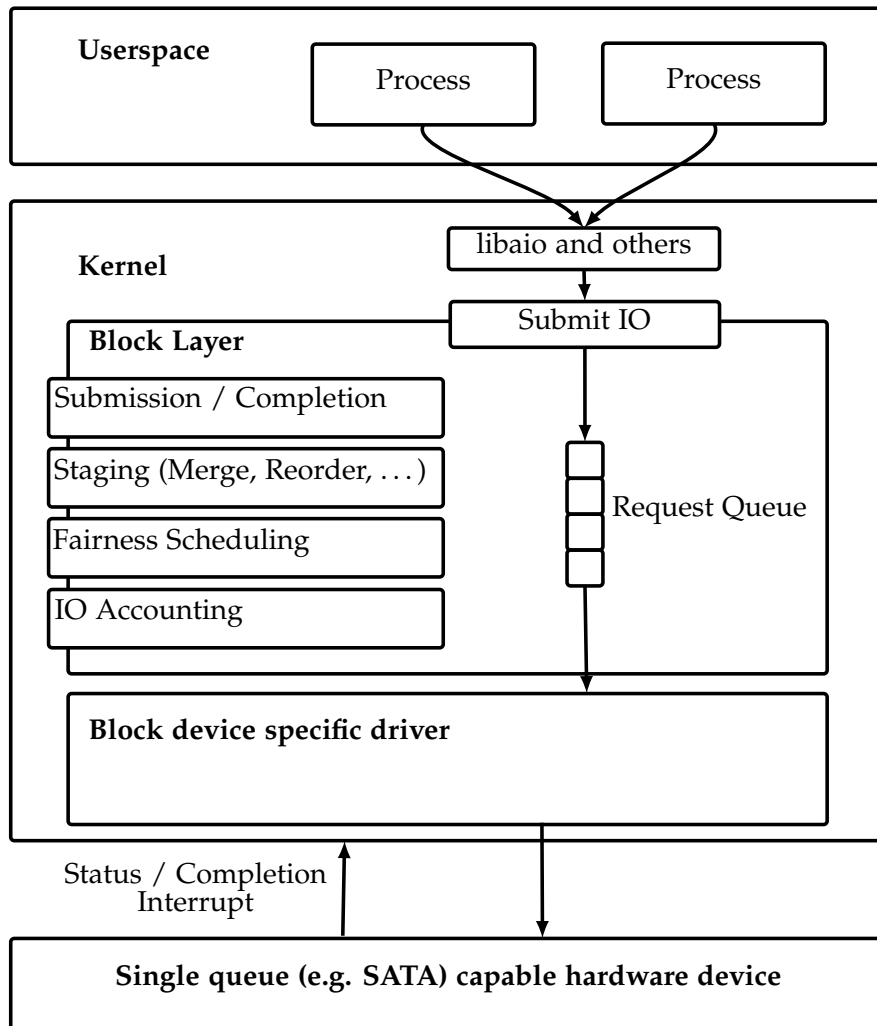 Userspace
Process
Process
libaio and others
Kernel
Submit IO
Block Layer
Submission / Completion
Staging (Merge, Reorder, . . . )
Request Queue
Fairness Scheduling
IO Accounting
Block device specific driver
Status / Completion
Interrupt
Single queue (e.g. SATA) capable hardware device